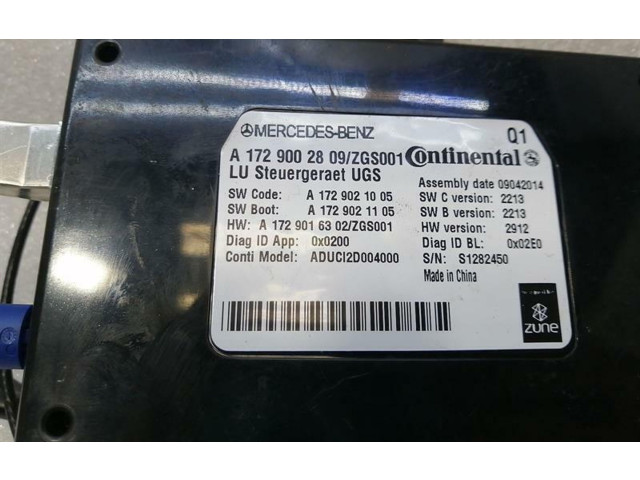 MERCEDES-BENZ Q1
A 172 900 28 09/ZGS001 Continental
LU Steuergeraet UGS
Assembly date 09042014
SW Code: A 172 902 10 05 SW C version: 2213
SW Boot: A 172 902 11 05 SW B version: 2213
HW: A 172 901 63 02/ZGS001 HW version: 2912
Diag ID App: 0x0200 Diag ID BL: 0x02E0
Conti Model: ADUCI2D004000 S/N: S1282450
Made in China
zune